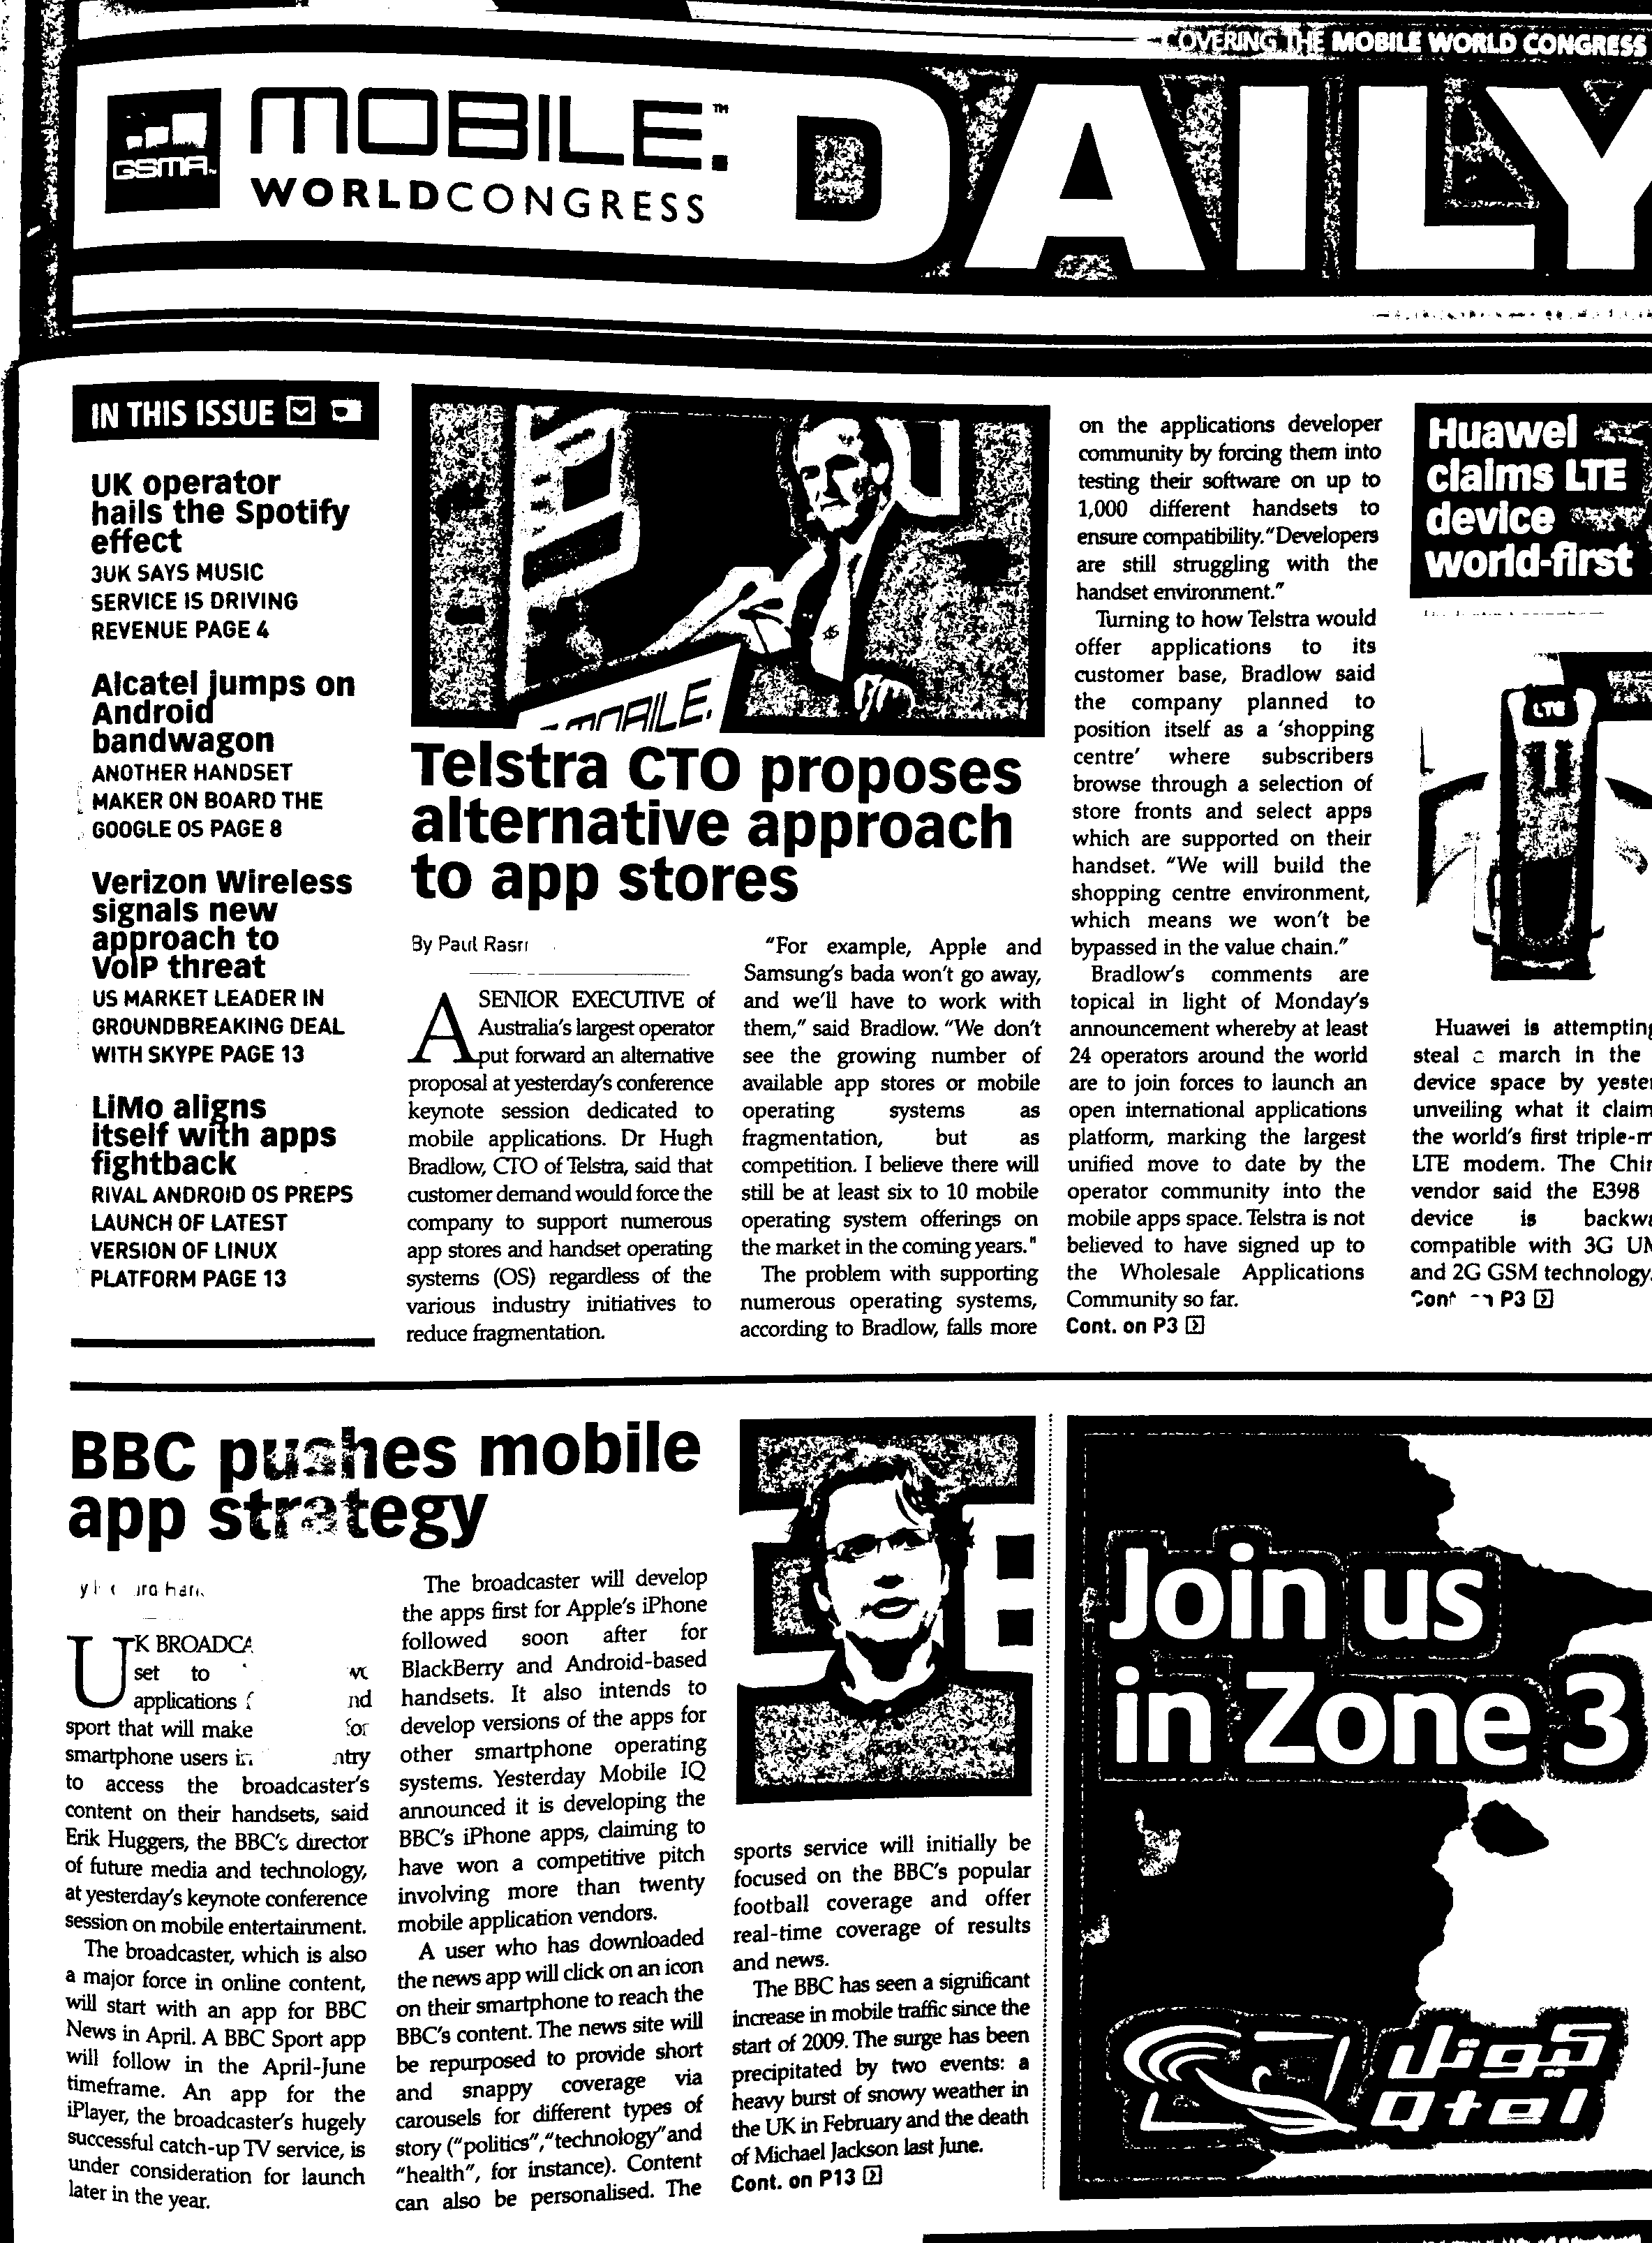 COVERING THE MOBILE WORLD CONGRESS
GSMA
MOBILE.™
WORLDCONGRESS
DAILY
IN THIS ISSUE
UK operator
hails the Spotify
effect
3UK SAYS MUSIC
SERVICE IS DRIVING
REVENUE PAGE 4
Alcatel jumps on
Android
bandwagon
ANOTHER HANDSET
MAKER ON BOARD THE
GOOGLE OS PAGE 8
Verizon Wireless
signals new
approach to
VoIP threat
US MARKET LEADER IN
GROUNDBREAKING DEAL
WITH SKYPE PAGE 13
LiMo aligns
itself with apps
fightback
RIVAL ANDROID OS PREPS
LAUNCH OF LATEST
VERSION OF LINUX
PLATFORM PAGE 13
MOBILE.
Telstra CTO proposes
alternative approach
to app stores
By Paul
A SENIOR EXECUTIVE of
Australia's largest operator
put forward an alternative
proposal at yesterday's conference
keynote session dedicated to
mobile applications. Dr Hugh
Bradlow, CTO of Telstra, said that
customer demand would force the
company to support numerous
app stores and handset operating
systems (OS) regardless of the
various industry initiatives to
reduce fragmentation.
"For example, Apple and
Samsung's bada won't go away,
and we'll have to work with
them," said Bradlow. "We don't
see the growing number of
available app stores or mobile
operating systems as
fragmentation, but as
competition. I believe there will
still be at least six to 10 mobile
operating system offerings on
the market in the coming years."
The problem with supporting
numerous operating systems,
according to Bradlow, falls more
on the applications developer
community by forcing them into
testing their software on up to
1,000 different handsets to
ensure compatibility. "Developers
are still struggling with the
handset environment."
Turning to how Telstra would
offer applications to its
customer base, Bradlow said
the company planned to
position itself as a 'shopping
centre' where subscribers
browse through a selection of
store fronts and select apps
which are supported on their
handset. "We will build the
shopping centre environment,
which means we won't be
bypassed in the value chain."
Bradlow's comments are
topical in light of Monday's
announcement whereby at least
24 operators around the world
are to join forces to launch an
open international applications
platform, marking the largest
unified move to date by the
operator community into the
mobile apps space. Telstra is not
believed to have signed up to
the Wholesale Applications
Community so far.
Cont. on P3
Huawei
claims LTE
device
world-first
LTE
Huawei is attempting
steal a march in the
device space by yester
unveiling what it claim
the world's first triple-m
LTE modem. The Chin
vendor said the E398
device is backwa
compatible with 3G UM
and 2G GSM technology.
P3
BBC pushes mobile
app strategy
UK BROADCA
set to
applications nd
sport that will make for
smartphone users in ntry
to access the broadcaster's
content on their handsets, said
Erik Huggers, the BBC's director
of future media and technology,
at yesterday's keynote conference
session on mobile entertainment.
The broadcaster, which is also
a major force in online content,
will start with an app for BBC
News in April. A BBC Sport app
will follow in the April-June
timeframe. An app for the
iPlayer, the broadcaster's hugely
successful catch-up TV service, is
under consideration for launch
later in the year.
The broadcaster will develop
the apps first for Apple's iPhone
followed soon after for
BlackBerry and Android-based
handsets. It also intends to
develop versions of the apps for
other smartphone operating
systems. Yesterday Mobile IQ
announced it is developing the
BBC's iPhone apps, claiming to
have won a competitive pitch
involving more than twenty
mobile application vendors.
A user who has downloaded
the news app will click on an icon
on their smartphone to reach the
BBC's content. The news site will
be repurposed to provide short
and snappy coverage via
carousels for different types of
story ("politics", "technology" and
"health", for instance). Content
can also be personalised. The
sports service will initially be
focused on the BBC's popular
football coverage and offer
real-time coverage of results
and news.
The BBC has seen a significant
increase in mobile traffic since the
start of 2009. The surge has been
precipitated by two events: a
heavy burst of snowy weather in
the UK in February and the death
of Michael Jackson last June.
Cont. on P13
Join us
in Zone 3
كيوتل
Qtel